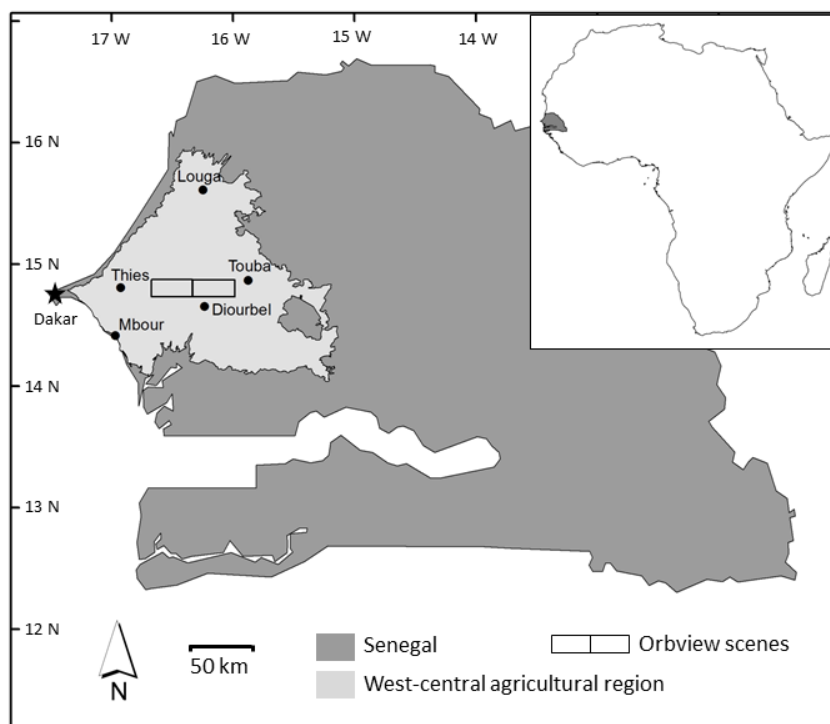 17 W 16 W 15 W 14 W
16 N
Louga
15 N
Touba
Thies
Diourbel
Dakar
Mbour
14 N
13 N
12 N
Senegal
Orbview scenes
50 km
West-central agricultural region
N